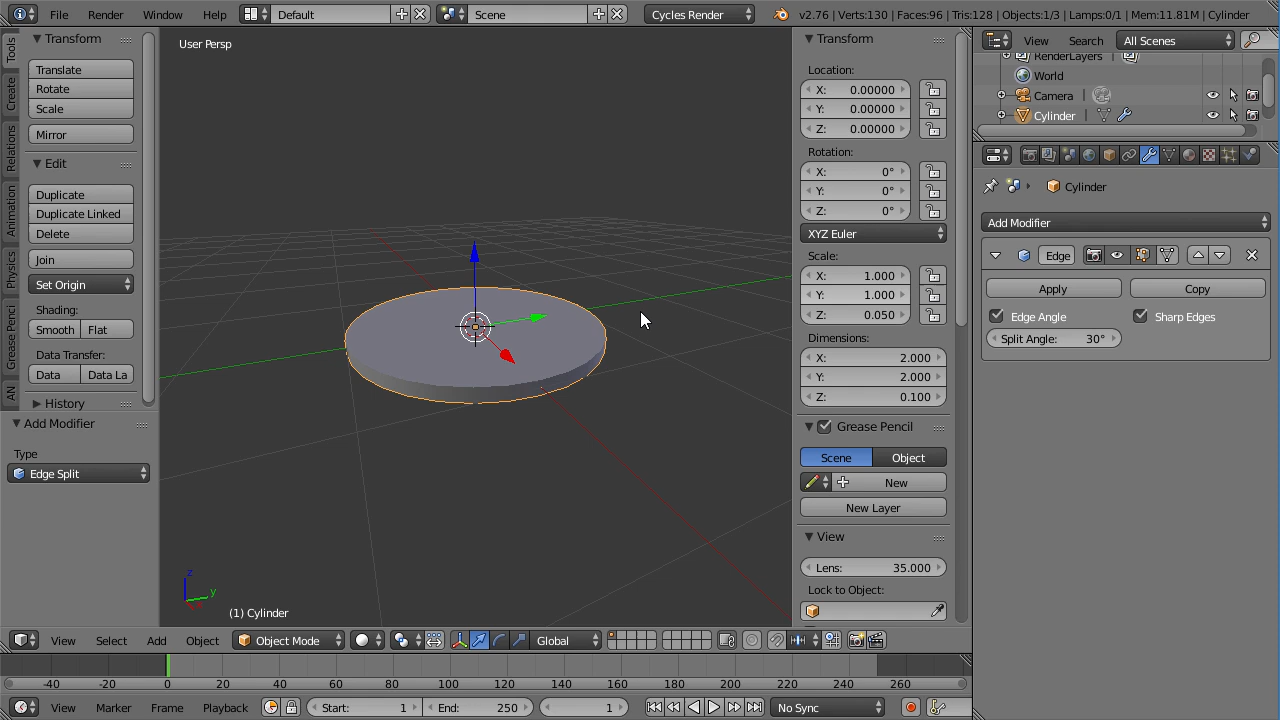 File Render Window Help Default Scene Cycles Render v2.76 | Verts:130 | Faces:96 | Tris:128 | Objects:1/3 | Lamps:0/1 | Mem:11.81M | Cylinder
Tools
Create
Relations
Animation
Physics
Grease Penci
AN
Transform
Translate
Rotate
Scale
Mirror
Edit
Duplicate
Duplicate Linked
Delete
Join
Set Origin
Shading:
Smooth Flat
Data Transfer:
Data Data La
History
Add Modifier
Type
Edge Split
User Persp
z
y
(1) Cylinder
Transform
Location:
X: 0.00000
Y: 0.00000
Z: 0.00000
Rotation:
X: 0°
Y: 0°
Z: 0°
XYZ Euler
Scale:
X: 1.000
Y: 1.000
Z: 0.050
Dimensions:
X: 2.000
Y: 2.000
Z: 0.100
Grease Pencil
Scene Object
New
New Layer
View
Lens: 35.000
Lock to Object:
View Search All Scenes
RenderLayers
World
Camera
Cylinder
Cylinder
Add Modifier
Edge
Apply Copy
Edge Angle Sharp Edges
Split Angle: 30°
View Select Add Object Object Mode Global
-40 -20 0 20 40 60 80 100 120 140 160 180 200 220 240 260
View Marker Frame Playback Start: 1 End: 250 1 No Sync